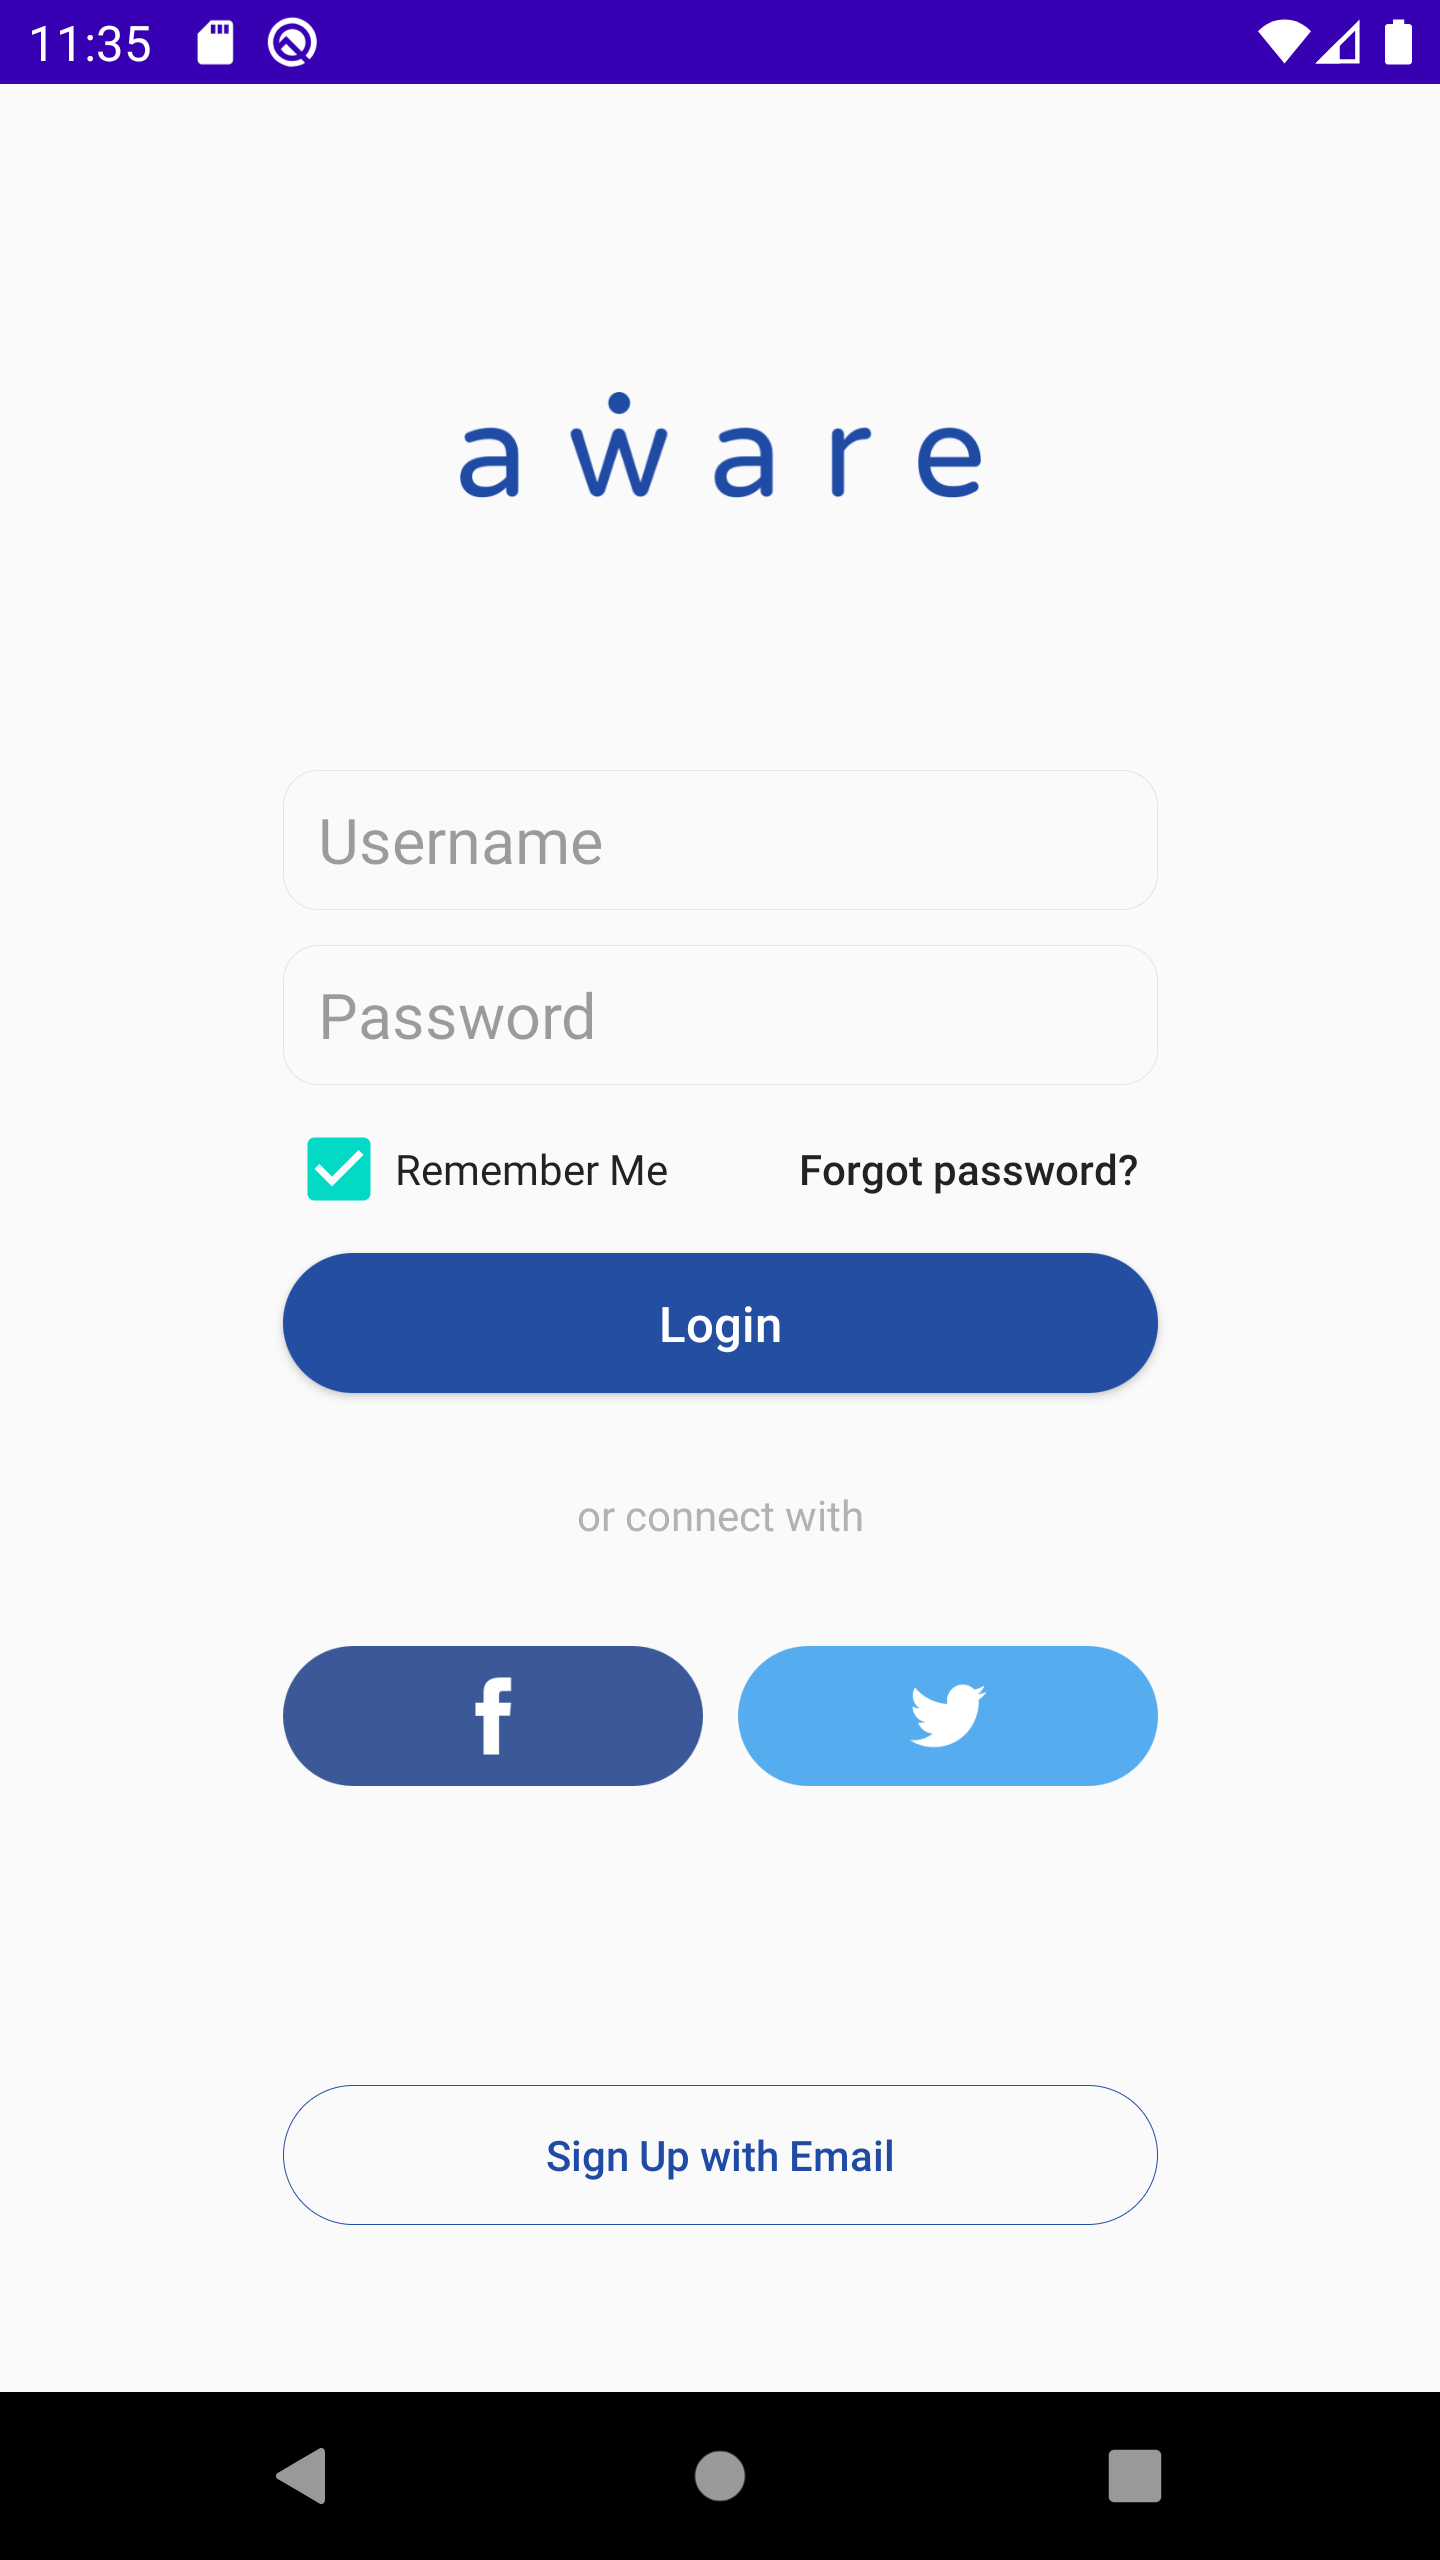 11:35
aware
Username
Password
Remember Me Forgot password?
Login
or connect with
Sign Up with Email